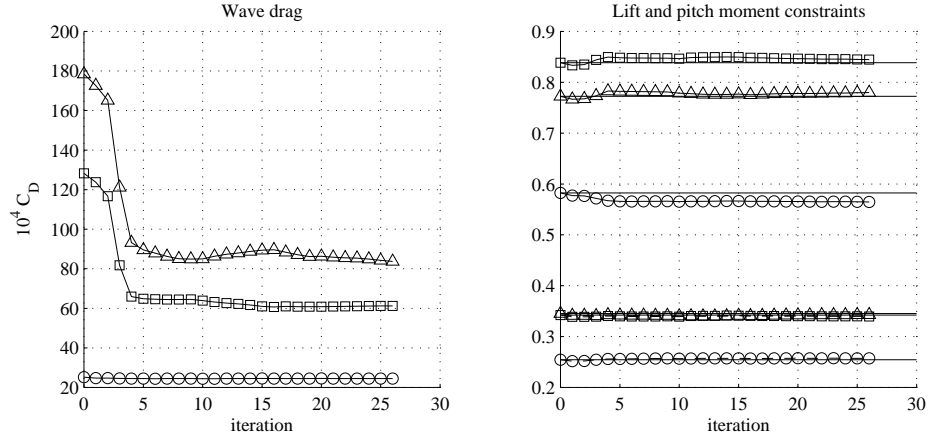 Wave drag
200
180
160
140
120
100
80
60
40
20
10^4 C_D
0 5 10 15 20 25 30
iteration
Lift and pitch moment constraints
0.9
0.8
0.7
0.6
0.5
0.4
0.3
0.2
0 5 10 15 20 25 30
iteration